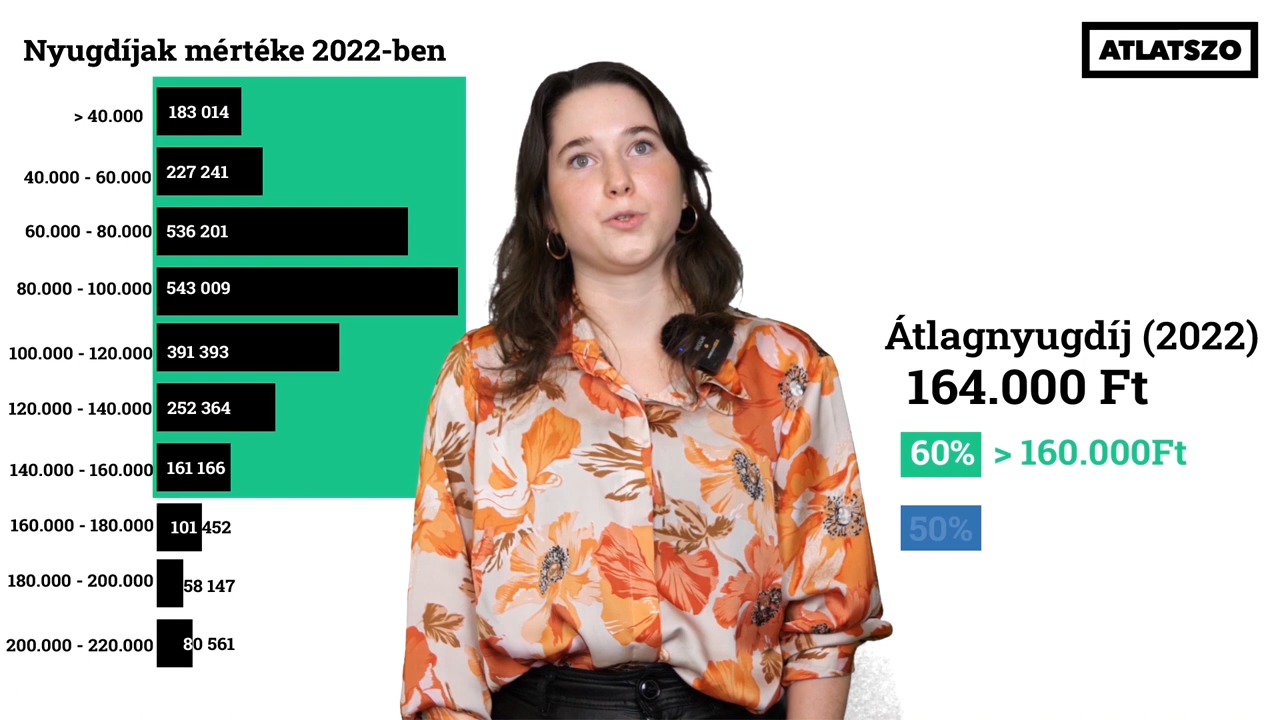 Nyugdíjak mértéke 2022-ben
> 40.000 183 014
40.000 - 60.000 227 241
60.000 - 80.000 536 201
80.000 - 100.000 543 009
100.000 - 120.000 391 393
120.000 - 140.000 252 364
140.000 - 160.000 161 166
160.000 - 180.000 101 452
180.000 - 200.000 58 147
200.000 - 220.000 80 561
ATLATSZO
Átlagnyugdíj (2022)
164.000 Ft
60% > 160.000Ft
50%